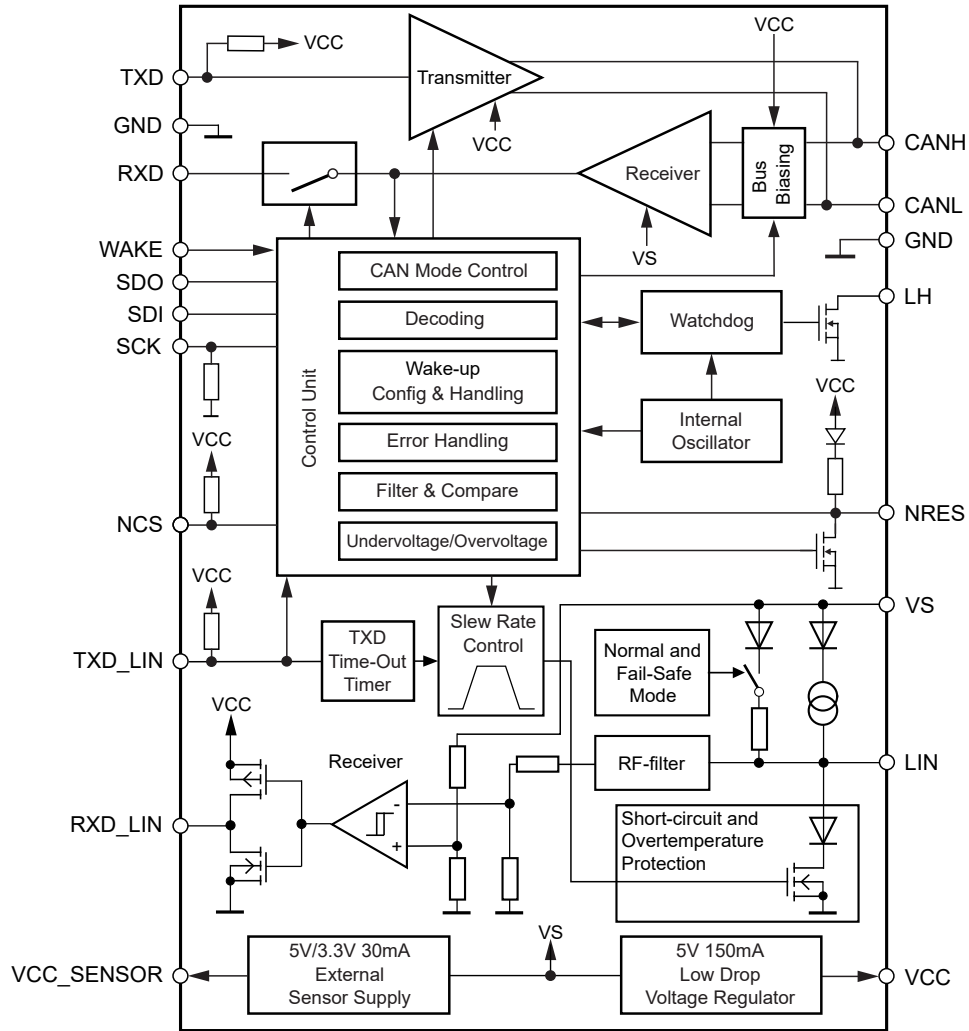 VCC
VCC
TXD
Transmitter
GND
VCC
CANH
RXD
Receiver
Bus
Biasing
CANL
WAKE
VS
GND
SDO
CAN Mode Control
LH
SDI
Decoding
Watchdog
SCK
Wake-up
Config & Handling
Control Unit
VCC
Internal
Oscillator
VCC
Error Handling
Filter & Compare
NCS
NRES
Undervoltage/Overvoltage
VCC
Slew Rate
Control
VS
TXD
Time-Out
Timer
Normal and
Fail-Safe
Mode
TXD_LIN
VCC
Receiver
RF-filter
LIN
-
RXD_LIN
Short-circuit and
Overtemperature
Protection
+
VS
5V/3.3V 30mA
External
Sensor Supply
5V 150mA
Low Drop
Voltage Regulator
VCC_SENSOR
VCC